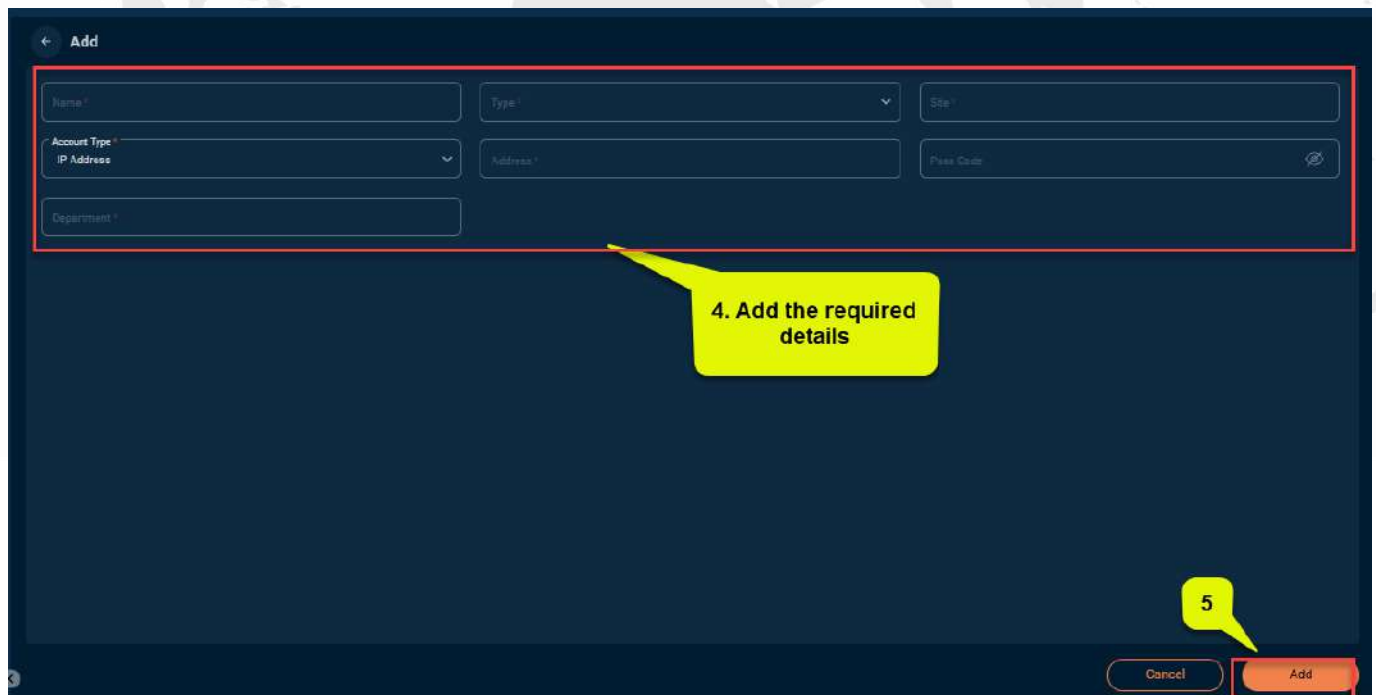 Add
Name *
Type *
Site *
Account Type *
IP Address
Address *
Pass Code
Department *
4. Add the required
details
5
Cancel
Add